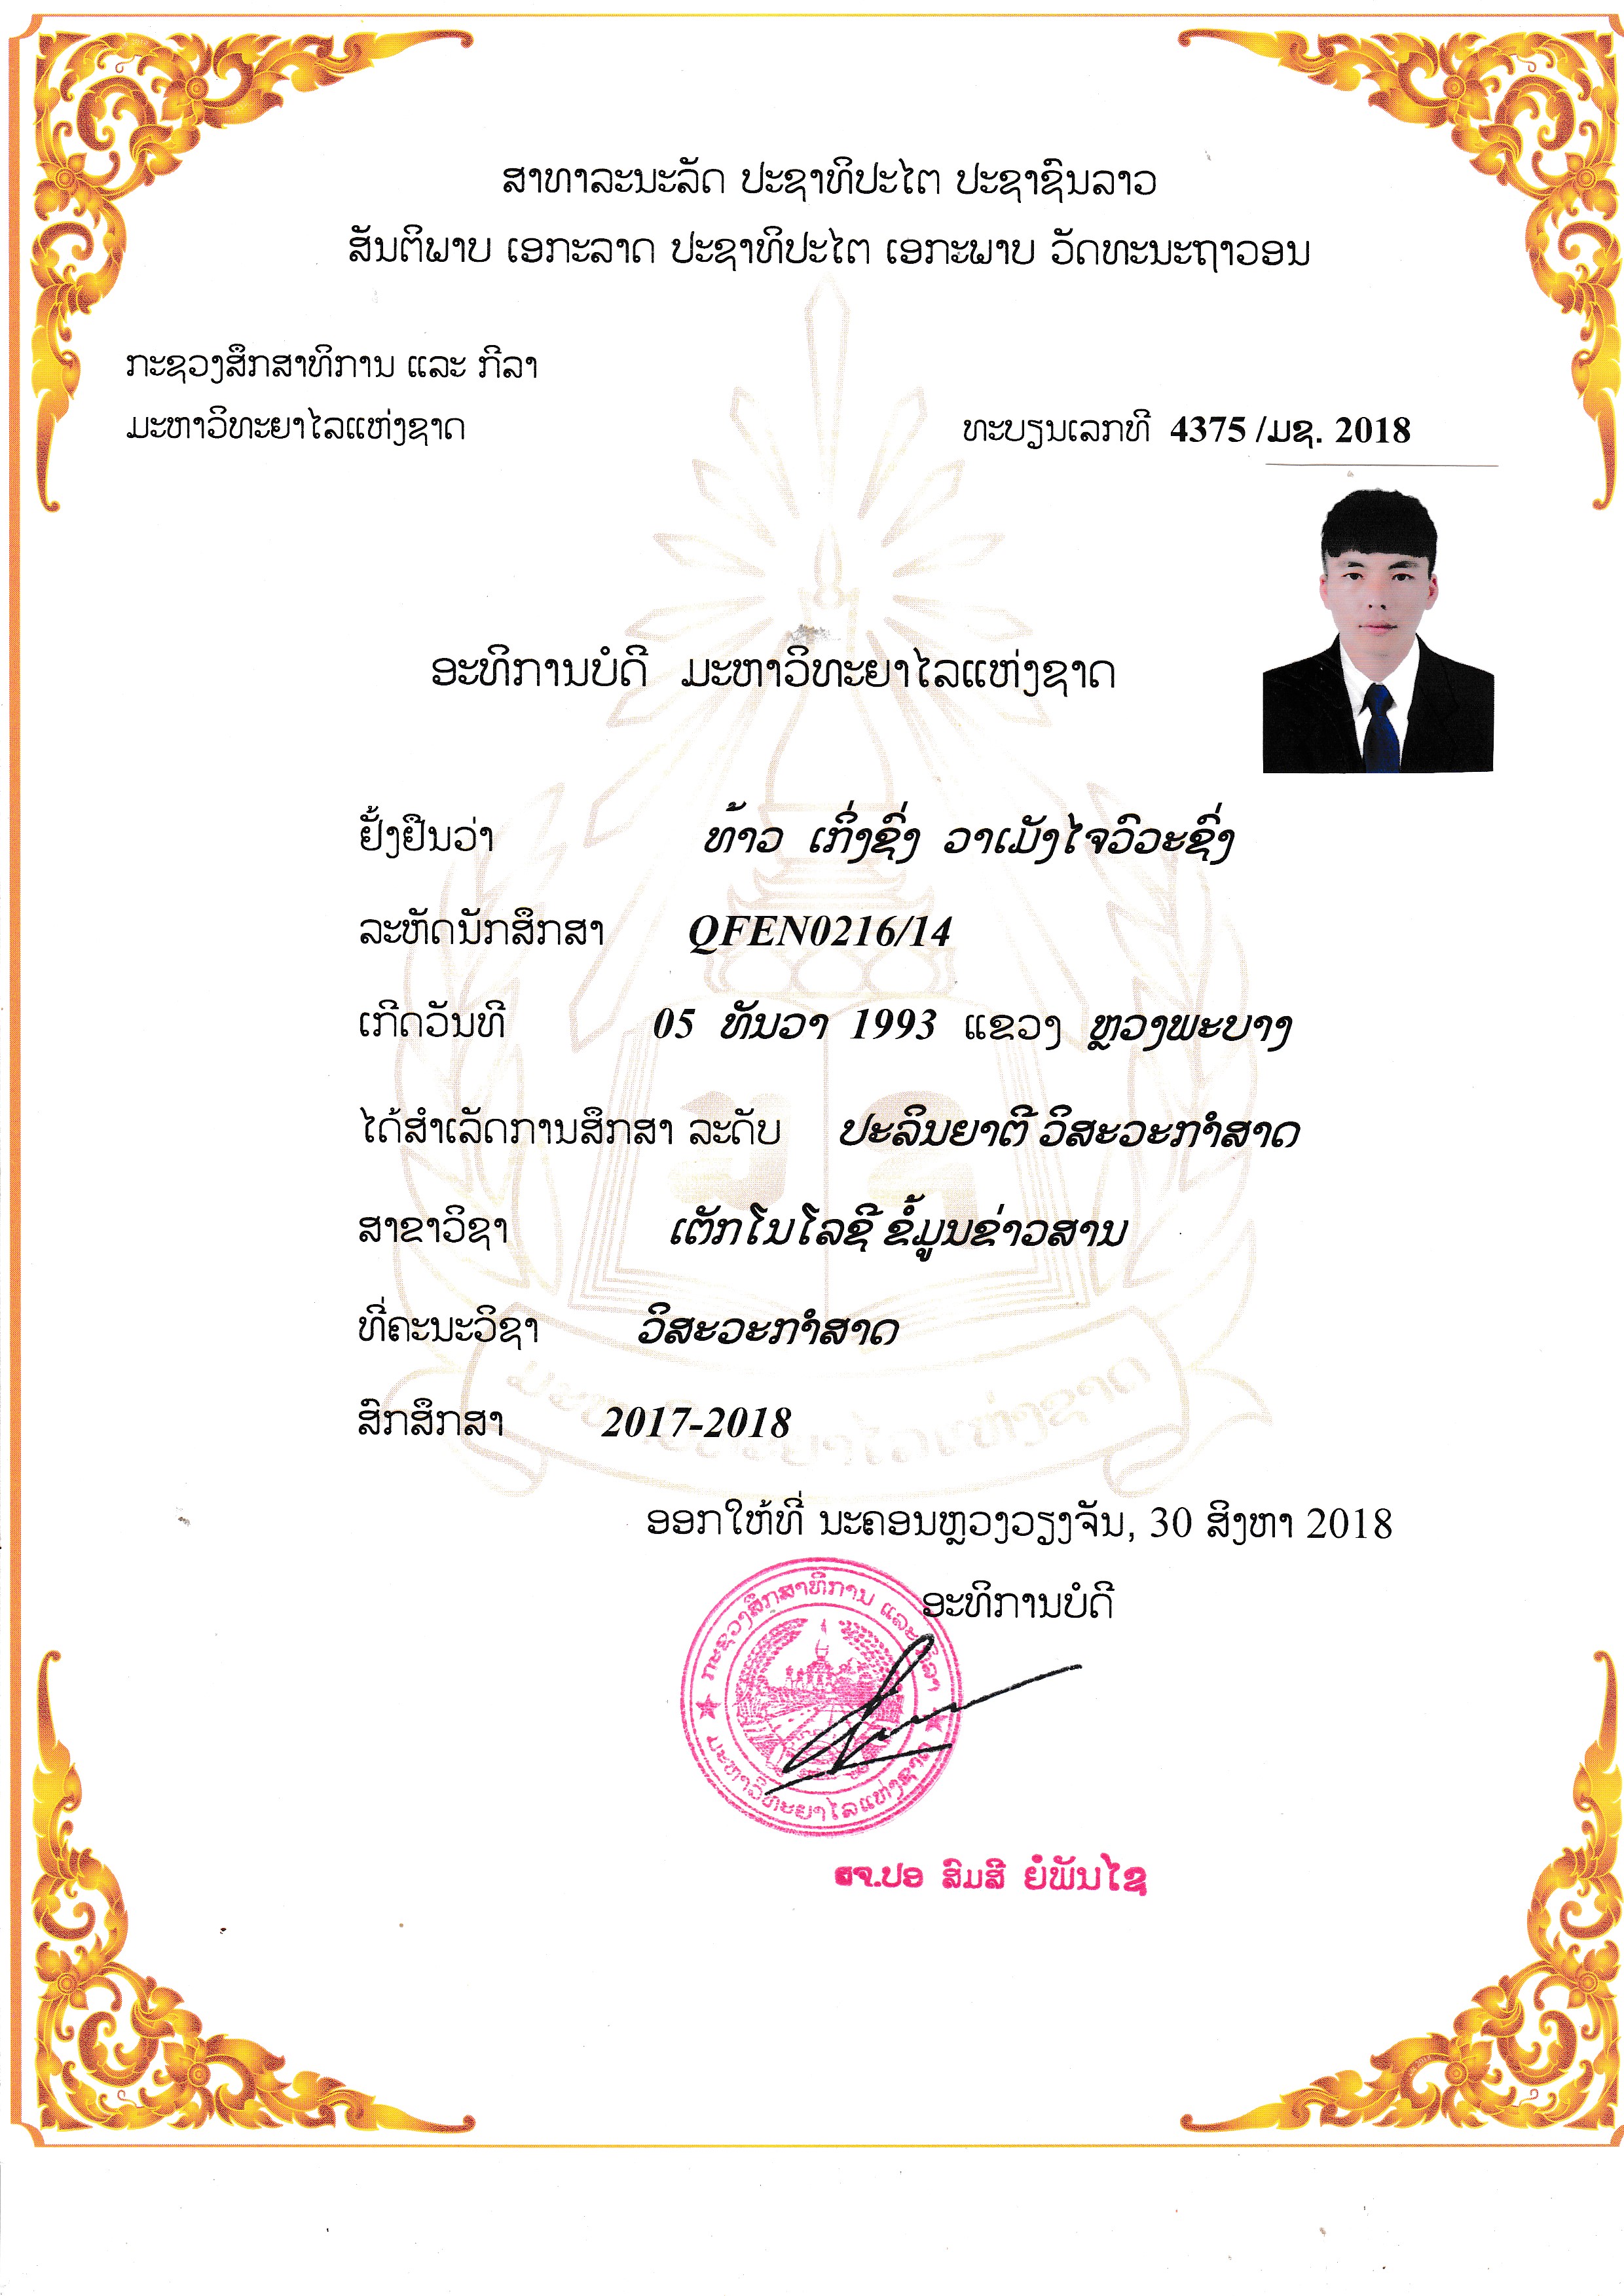 ສາທາລະນະລັດ ປະຊາທິປະໄຕ ປະຊາຊົນລາວ
ສັນຕິພາບ ເອກະລາດ ປະຊາທິປະໄຕ ເອກະພາບ ວັດທະນະຖາວອນ
ກະຊວງສຶກສາທິການ ແລະ ກີລາ
ມະຫາວິທະຍາໄລແຫ່ງຊາດ
ທະບຽນເລກທີ 4375 /ມຊ. 2018
ອະທິການບໍດີ ມະຫາວິທະຍາໄລແຫ່ງຊາດ
ຢັ້ງຢືນວ່າ ທ້າວ ເກິ່ງຊົ່ງ ວາເມັງໄຈວົວະຊົ່ງ
ລະຫັດນັກສຶກສາ QFEN0216/14
ເກີດວັນທີ 05 ທັນວາ 1993 ແຂວງ ຫຼວງພະບາງ
ໄດ້ສຳເລັດການສຶກສາ ລະດັບ ປະລິນຍາຕີ ວິສະວະກຳສາດ
ສາຂາວິຊາ ເຕັກໂນໂລຊີ ຂໍ້ມູນຂ່າວສານ
ທີ່ຄະນະວິຊາ ວິສະວະກຳສາດ
ສົກສຶກສາ 2017-2018
ມະຫາວິທະຍາໄລແຫ່ງຊາດ
ອອກໃຫ້ທີ່ ນະຄອນຫຼວງວຽງຈັນ, 30 ສິງຫາ 2018
ອະທິການບໍດີ
ກະຊວງສຶກສາທິການ ແລະ ກີລາ
ມະຫາວິທະຍາໄລແຫ່ງຊາດ
ຮຈ.ປອ ສົມສີ ຍໍພັນໄຊ